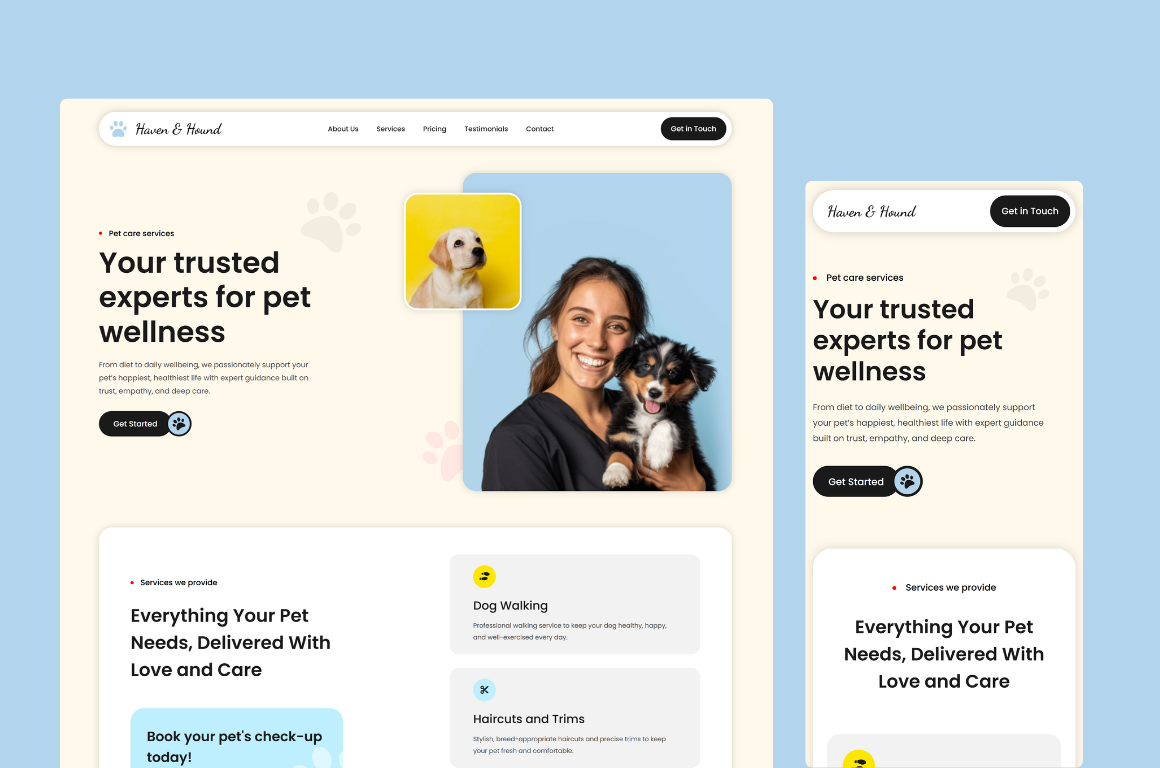 Haven & Hound
About Us Services Pricing Testimonials Contact
Get in Touch
Pet care services
Your trusted
experts for pet
wellness
From diet to daily wellbeing, we passionately support your
pet's happiest, healthiest life with expert guidance built on
trust, empathy, and deep care.
Get Started
Services we provide
Everything Your Pet
Needs, Delivered With
Love and Care
Book your pet's check-up
today!
Dog Walking
Professional walking service to keep your dog healthy, happy,
and well-exercised every day.
Haircuts and Trims
Stylish, breed-appropriate haircuts and precise trims to keep
your pet fresh and comfortable.
Haven & Hound
Get in Touch
Pet care services
Your trusted
experts for pet
wellness
From diet to daily wellbeing, we passionately support
your pet's happiest, healthiest life with expert guidance
built on trust, empathy, and deep care.
Get Started
Services we provide
Everything Your Pet
Needs, Delivered With
Love and Care